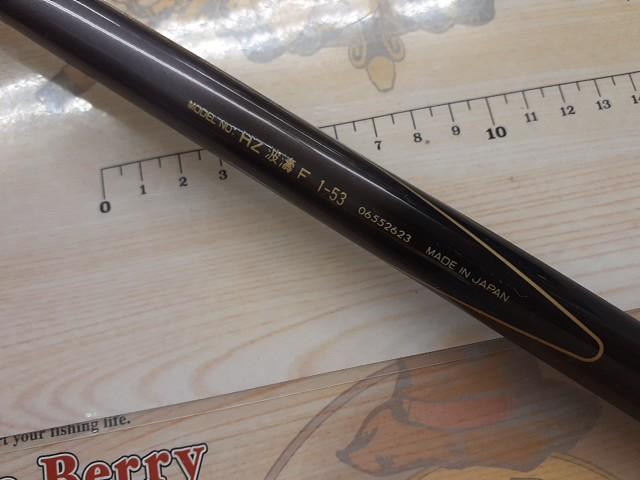 MODEL NO: HZ 波濤 F 1-53 06552623 MADE IN JAPAN
0 1 2 3 7 8 9 10 11 12 13 14
your fishing life.
Berry